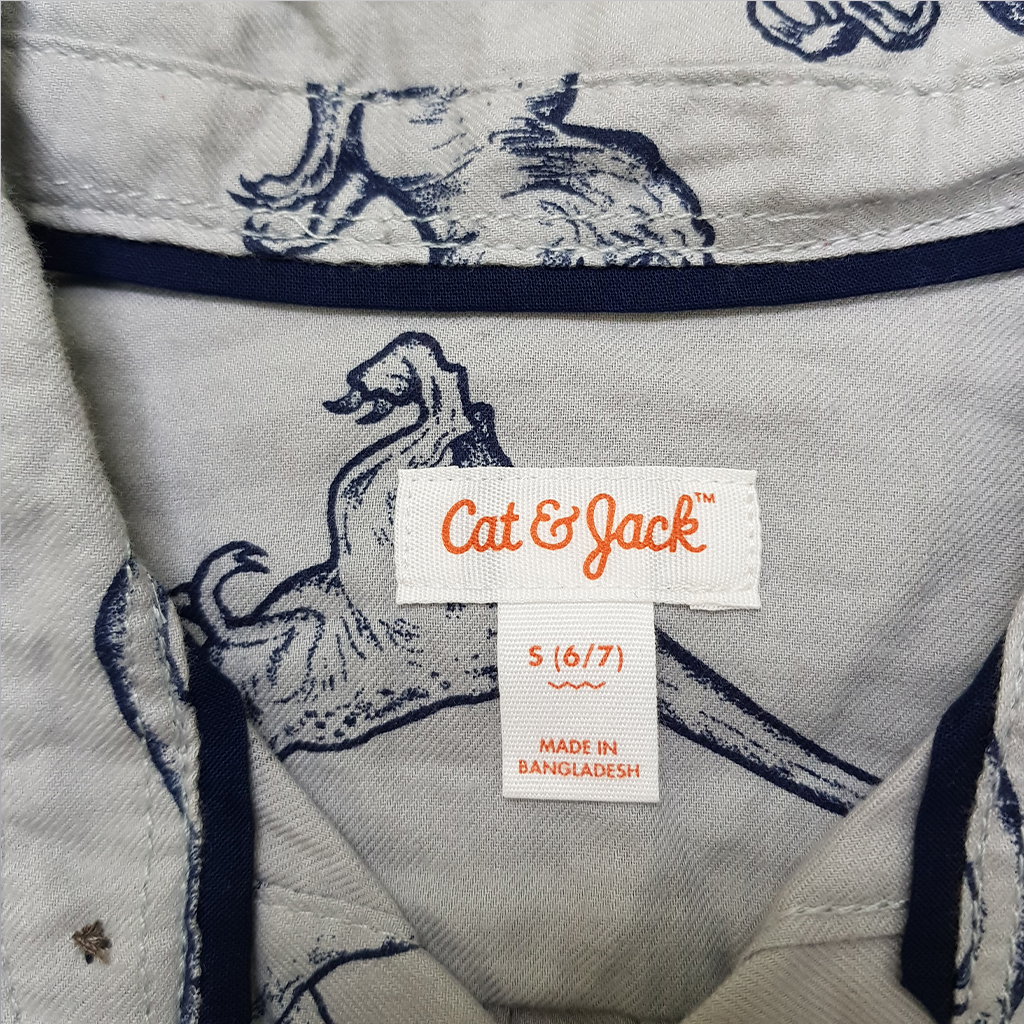 Cat & Jack™
S (6/7)
MADE IN
BANGLADESH